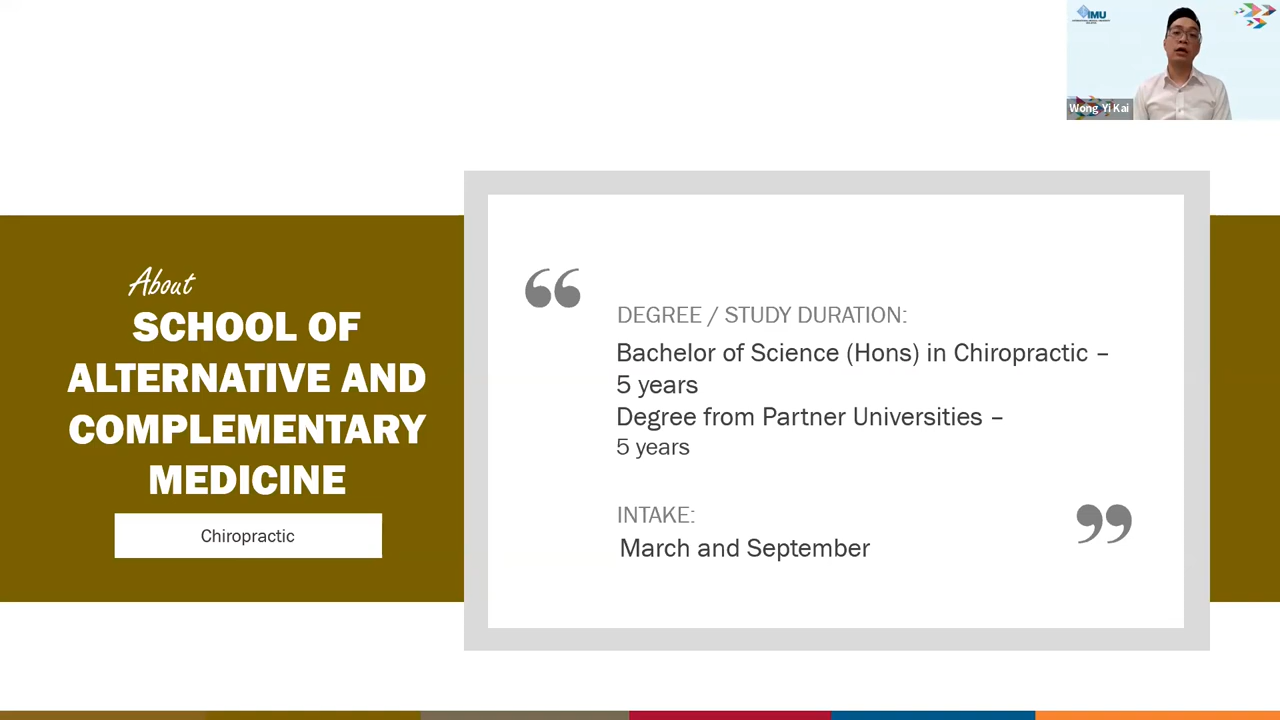 IMU
Wong Yi Kai
About
SCHOOL OF
ALTERNATIVE AND
COMPLEMENTARY
MEDICINE
Chiropractic
“
DEGREE / STUDY DURATION:
Bachelor of Science (Hons) in Chiropractic –
5 years
Degree from Partner Universities –
5 years
INTAKE:
March and September
”